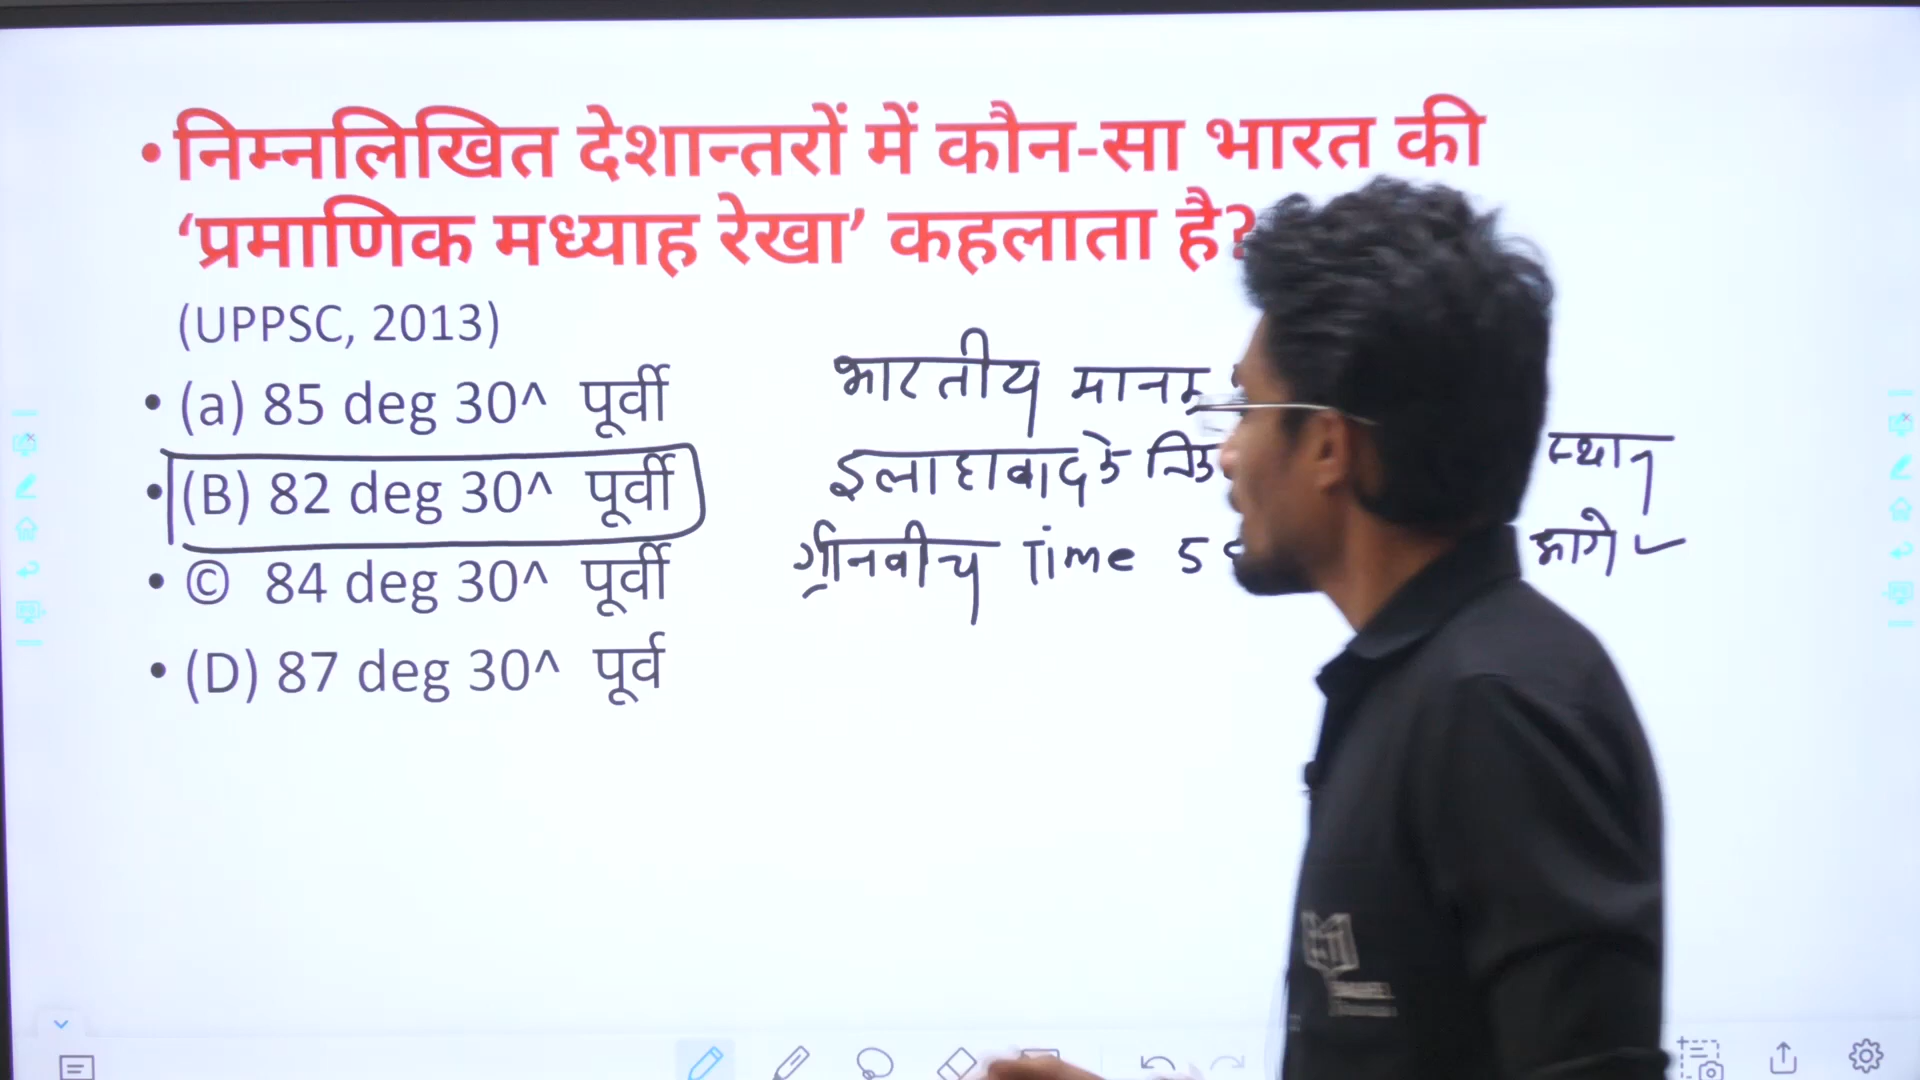 • निम्नलिखित देशान्तरों में कौन-सा भारत की
‘प्रमाणिक मध्याह रेखा’ कहलाता है?
(UPPSC, 2013)
• (a) 85 deg 30^ पूर्वी
• (B) 82 deg 30^ पूर्वी
• © 84 deg 30^ पूर्वी
• (D) 87 deg 30^ पूर्व
भारतीय मानक
इलाहाबाद के स्थान
ग्रीनवीच Time 5 आगे